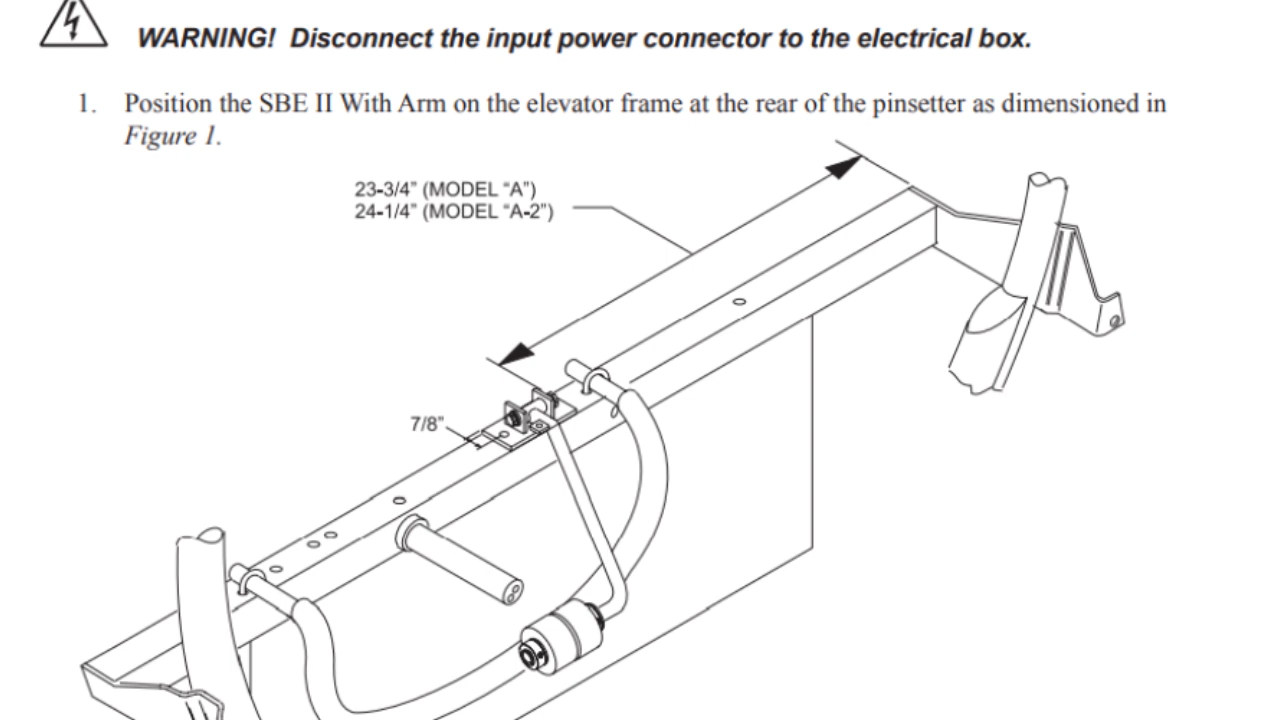 WARNING! Disconnect the input power connector to the electrical box.
1. Position the SBE II With Arm on the elevator frame at the rear of the pinsetter as dimensioned in
Figure 1.
23-3/4” (MODEL “A”)
24-1/4” (MODEL “A-2”)
7/8”